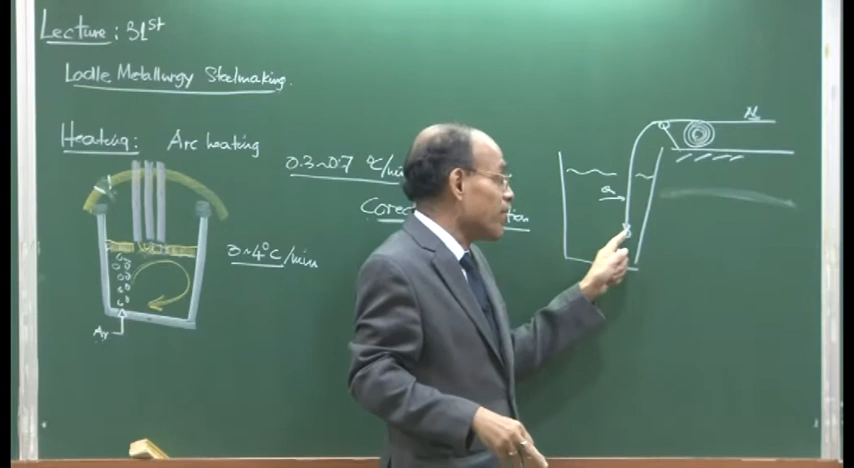 Lecture: 31st
Ladle Metallurgy Steelmaking.
Heating: Arc heating
0.3~0.7 °C/min
3~4°C/min
Ar
Al